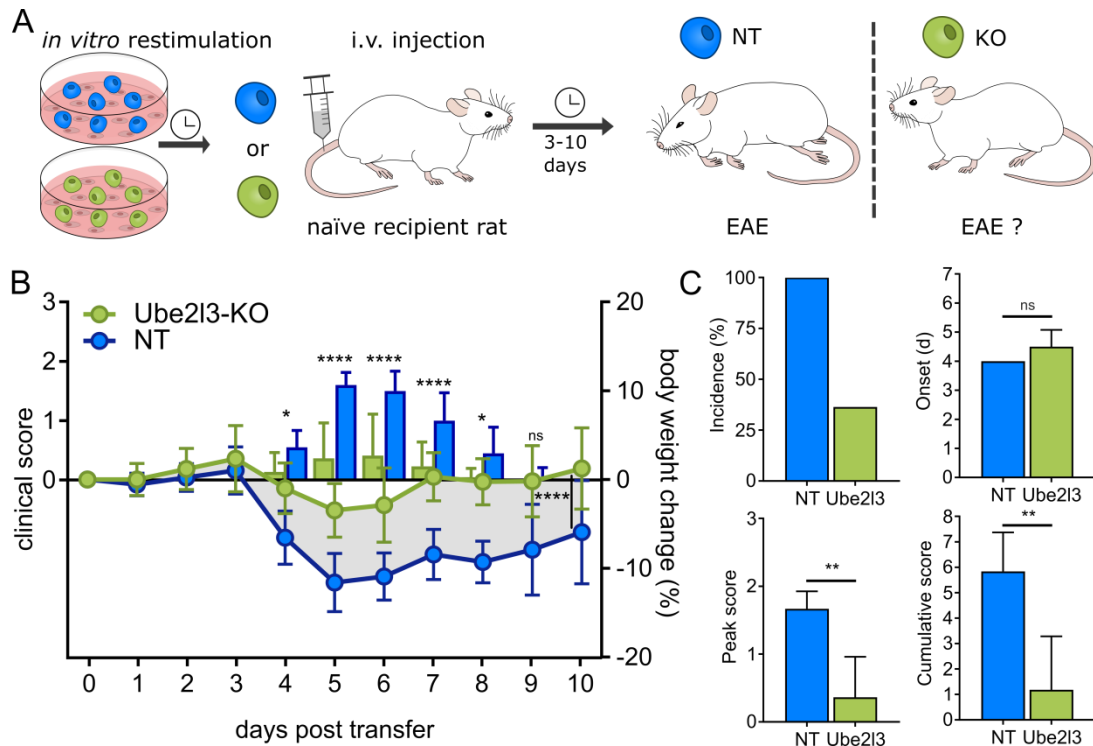 A
in vitro restimulation
i.v. injection
NT
KO
or
3-10
days
naïve recipient rat
EAE
EAE ?
B
Ube2l3-KO
NT
clinical score
3
2
1
0
* **** **** **** * ns
****
20
10
0
-10
-20
body weight change (%)
0 1 2 3 4 5 6 7 8 9 10
days post transfer
C
Incidence (%)
100
75
50
25
0
NT Ube2l3
Onset (d)
7
6
5
4
3
2
1
0
ns
NT Ube2l3
Peak score
2
1
0
**
NT Ube2l3
Cumulative score
8
7
6
5
4
3
2
1
0
**
NT Ube2l3